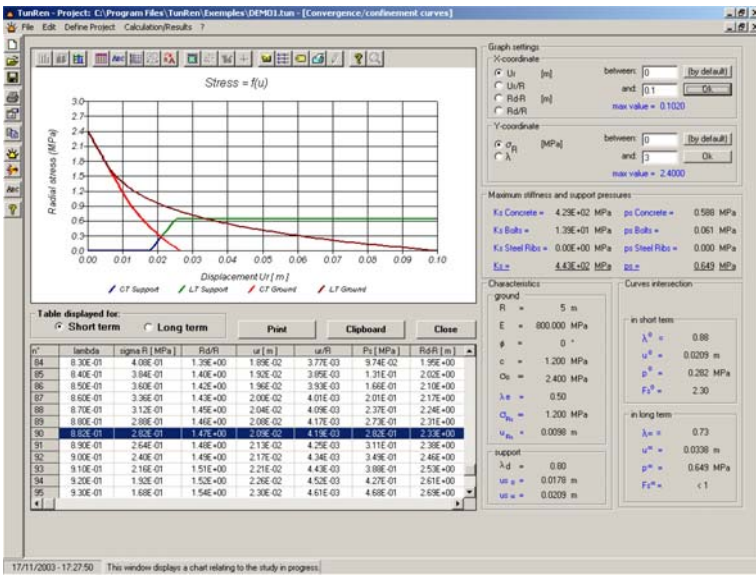 TunRen - Project: C:\Program Files\TunRen\Exemples\DEMO1.tun - [Convergence/confinement curves]
File Edit Define Project Calculation/Results ?
Stress = f(u)
Radial stress (MPa)
3.0
2.7
2.4
2.1
1.8
1.5
1.2
0.9
0.6
0.3
0.0
0.00 0.01 0.02 0.03 0.04 0.05 0.06 0.07 0.08 0.09 0.10
Displacement Ur [ m ]
CT Support LT Support CT Ground LT Ground
Table displayed for:
Short term Long term Print Clipboard Close
n° lambda sigma R [ MPa ] Rd/R ur [ m ] ur/R Ps [ MPa ] Rd-R [ m ]
84 8.30E-01 4.08E-01 1.39E+00 1.89E-02 3.77E-03 9.74E-02 1.95E+00
85 8.40E-01 3.84E-01 1.40E+00 1.92E-02 3.85E-03 1.31E-01 2.02E+00
86 8.50E-01 3.60E-01 1.42E+00 1.96E-02 3.93E-03 1.66E-01 2.10E+00
87 8.60E-01 3.36E-01 1.43E+00 2.00E-02 4.01E-03 2.01E-01 2.17E+00
88 8.70E-01 3.12E-01 1.45E+00 2.04E-02 4.09E-03 2.37E-01 2.24E+00
89 8.80E-01 2.88E-01 1.46E+00 2.08E-02 4.17E-03 2.73E-01 2.31E+00
90 8.82E-01 2.82E-01 1.47E+00 2.09E-02 4.19E-03 2.82E-01 2.33E+00
91 8.90E-01 2.64E-01 1.48E+00 2.13E-02 4.25E-03 3.11E-01 2.38E+00
92 9.00E-01 2.40E-01 1.49E+00 2.17E-02 4.34E-03 3.49E-01 2.46E+00
93 9.10E-01 2.16E-01 1.51E+00 2.21E-02 4.43E-03 3.88E-01 2.53E+00
94 9.20E-01 1.92E-01 1.52E+00 2.26E-02 4.52E-03 4.27E-01 2.61E+00
95 9.30E-01 1.68E-01 1.54E+00 2.30E-02 4.61E-03 4.68E-01 2.69E+00
Graph settings
X-coordinate
Ur [m] between: 0 (by default)
Ur/R
Rd-R [m] and: 0.1 Ok
Rd/R max value = 0.1020
Y-coordinate
σR [MPa] between: 0 (by default)
λ and: 3 Ok
max value = 2.4000
Maximum stiffness and support pressures
Ks Concrete = 4.29E+02 MPa ps Concrete = 0.588 MPa
Ks Bolts = 1.39E+01 MPa ps Bolts = 0.061 MPa
Ks Steel Ribs = 0.00E+00 MPa ps Steel Ribs = 0.000 MPa
Ks = 4.43E+02 MPa ps = 0.649 MPa
Characteristics
ground
R = 5 m
E = 800.000 MPa
ϕ = 0 °
c = 1.200 MPa
σc = 2.400 MPa
λe = 0.50
= 1.200 MPa
= 0.0098 m
support
λd = 0.80
= 0.0178 m
= 0.0209 m
Curves intersection
in short term
λ⁰ = 0.88
u⁰ = 0.0209 m
p⁰ = 0.282 MPa
Fs⁰ = 2.30
in long term
λ∞ = 0.73
u∞ = 0.0338 m
p∞ = 0.649 MPa
Fs∞ = < 1
17/11/2003 - 17:27:50 This window displays a chart relating to the study in progress.